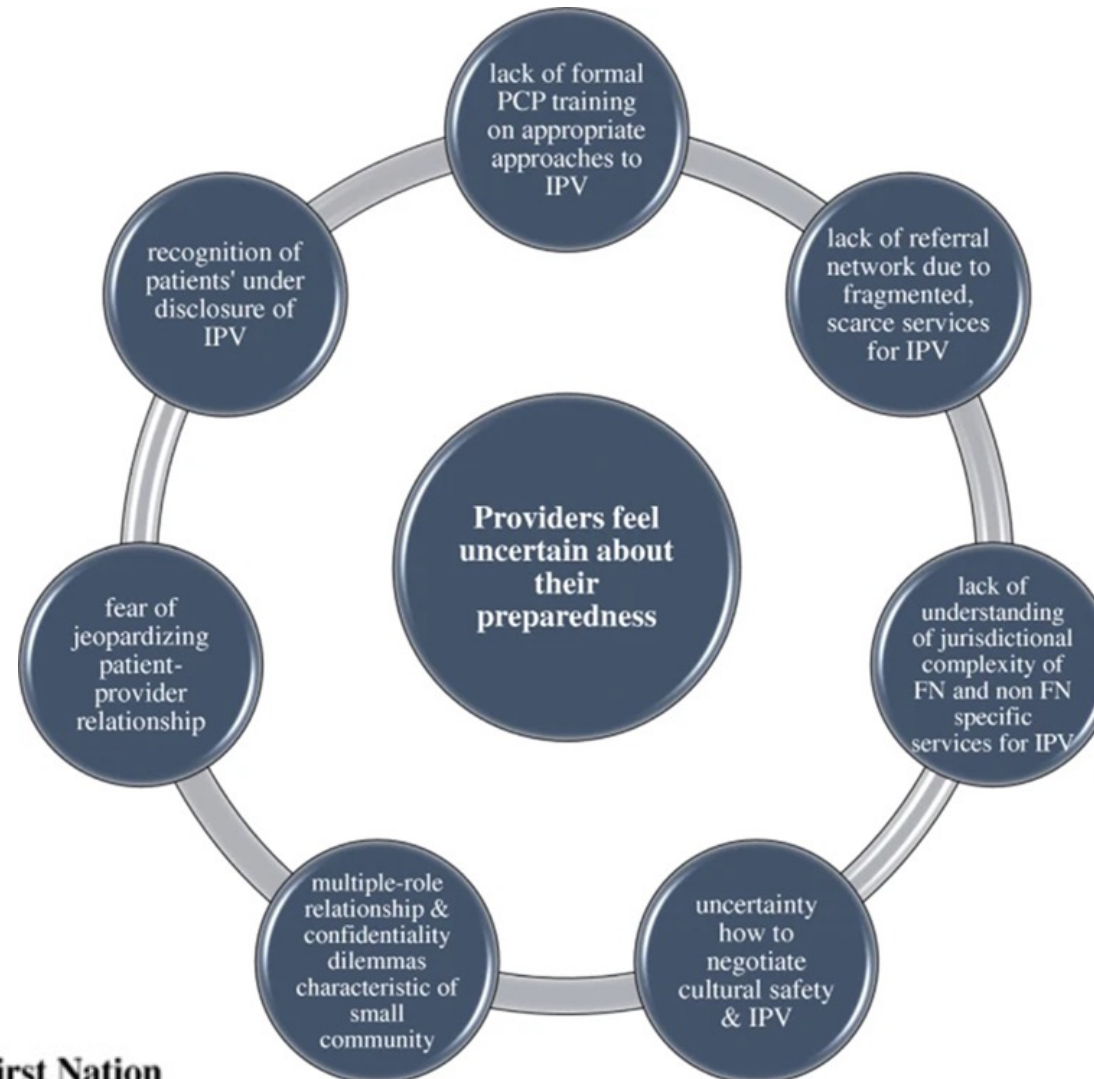 lack of formal
PCP training
on appropriate
approaches to
IPV
lack of referral
network due to
fragmented,
scarce services
for IPV
lack of
understanding
of jurisdictional
complexity of
FN and non FN
specific
services for IPV
uncertainty
how to
negotiate
cultural safety
& IPV
multiple-role
relationship &
confidentiality
dilemmas
characteristic of
small
community
fear of
jeopardizing
patient-
provider
relationship
recognition of
patients' under
disclosure of
IPV
Providers feel
uncertain about
their
preparedness
irst Nation